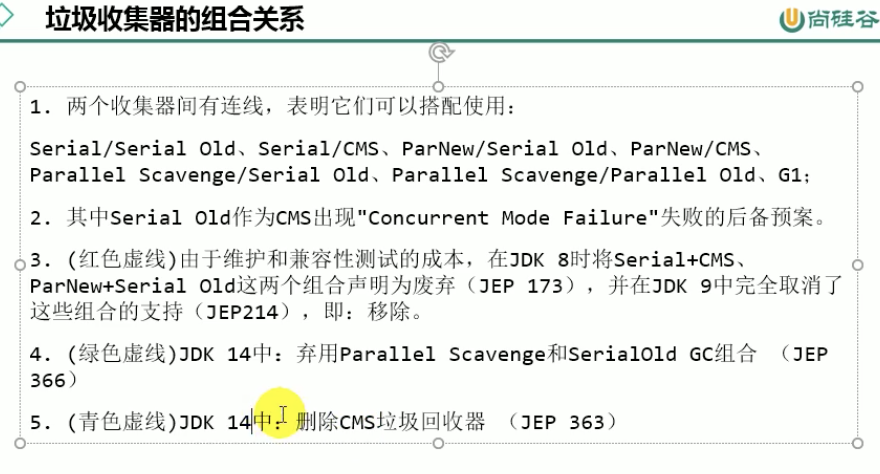 垃圾收集器的组合关系
尚硅谷
1. 两个收集器间有连线，表明它们可以搭配使用：
Serial/Serial Old、Serial/CMS、ParNew/Serial Old、ParNew/CMS、
Parallel Scavenge/Serial Old、Parallel Scavenge/Parallel Old、G1；
2. 其中Serial Old作为CMS出现"Concurrent Mode Failure"失败的后备预案。
3. (红色虚线)由于维护和兼容性测试的成本，在JDK 8时将Serial+CMS、
ParNew+Serial Old这两个组合声明为废弃（JEP 173），并在JDK 9中完全取消了
这些组合的支持（JEP214），即：移除。
4. (绿色虚线)JDK 14中：弃用Parallel Scavenge和SerialOld GC组合 （JEP
366）
5. (青色虚线)JDK 14中：删除CMS垃圾回收器 （JEP 363）